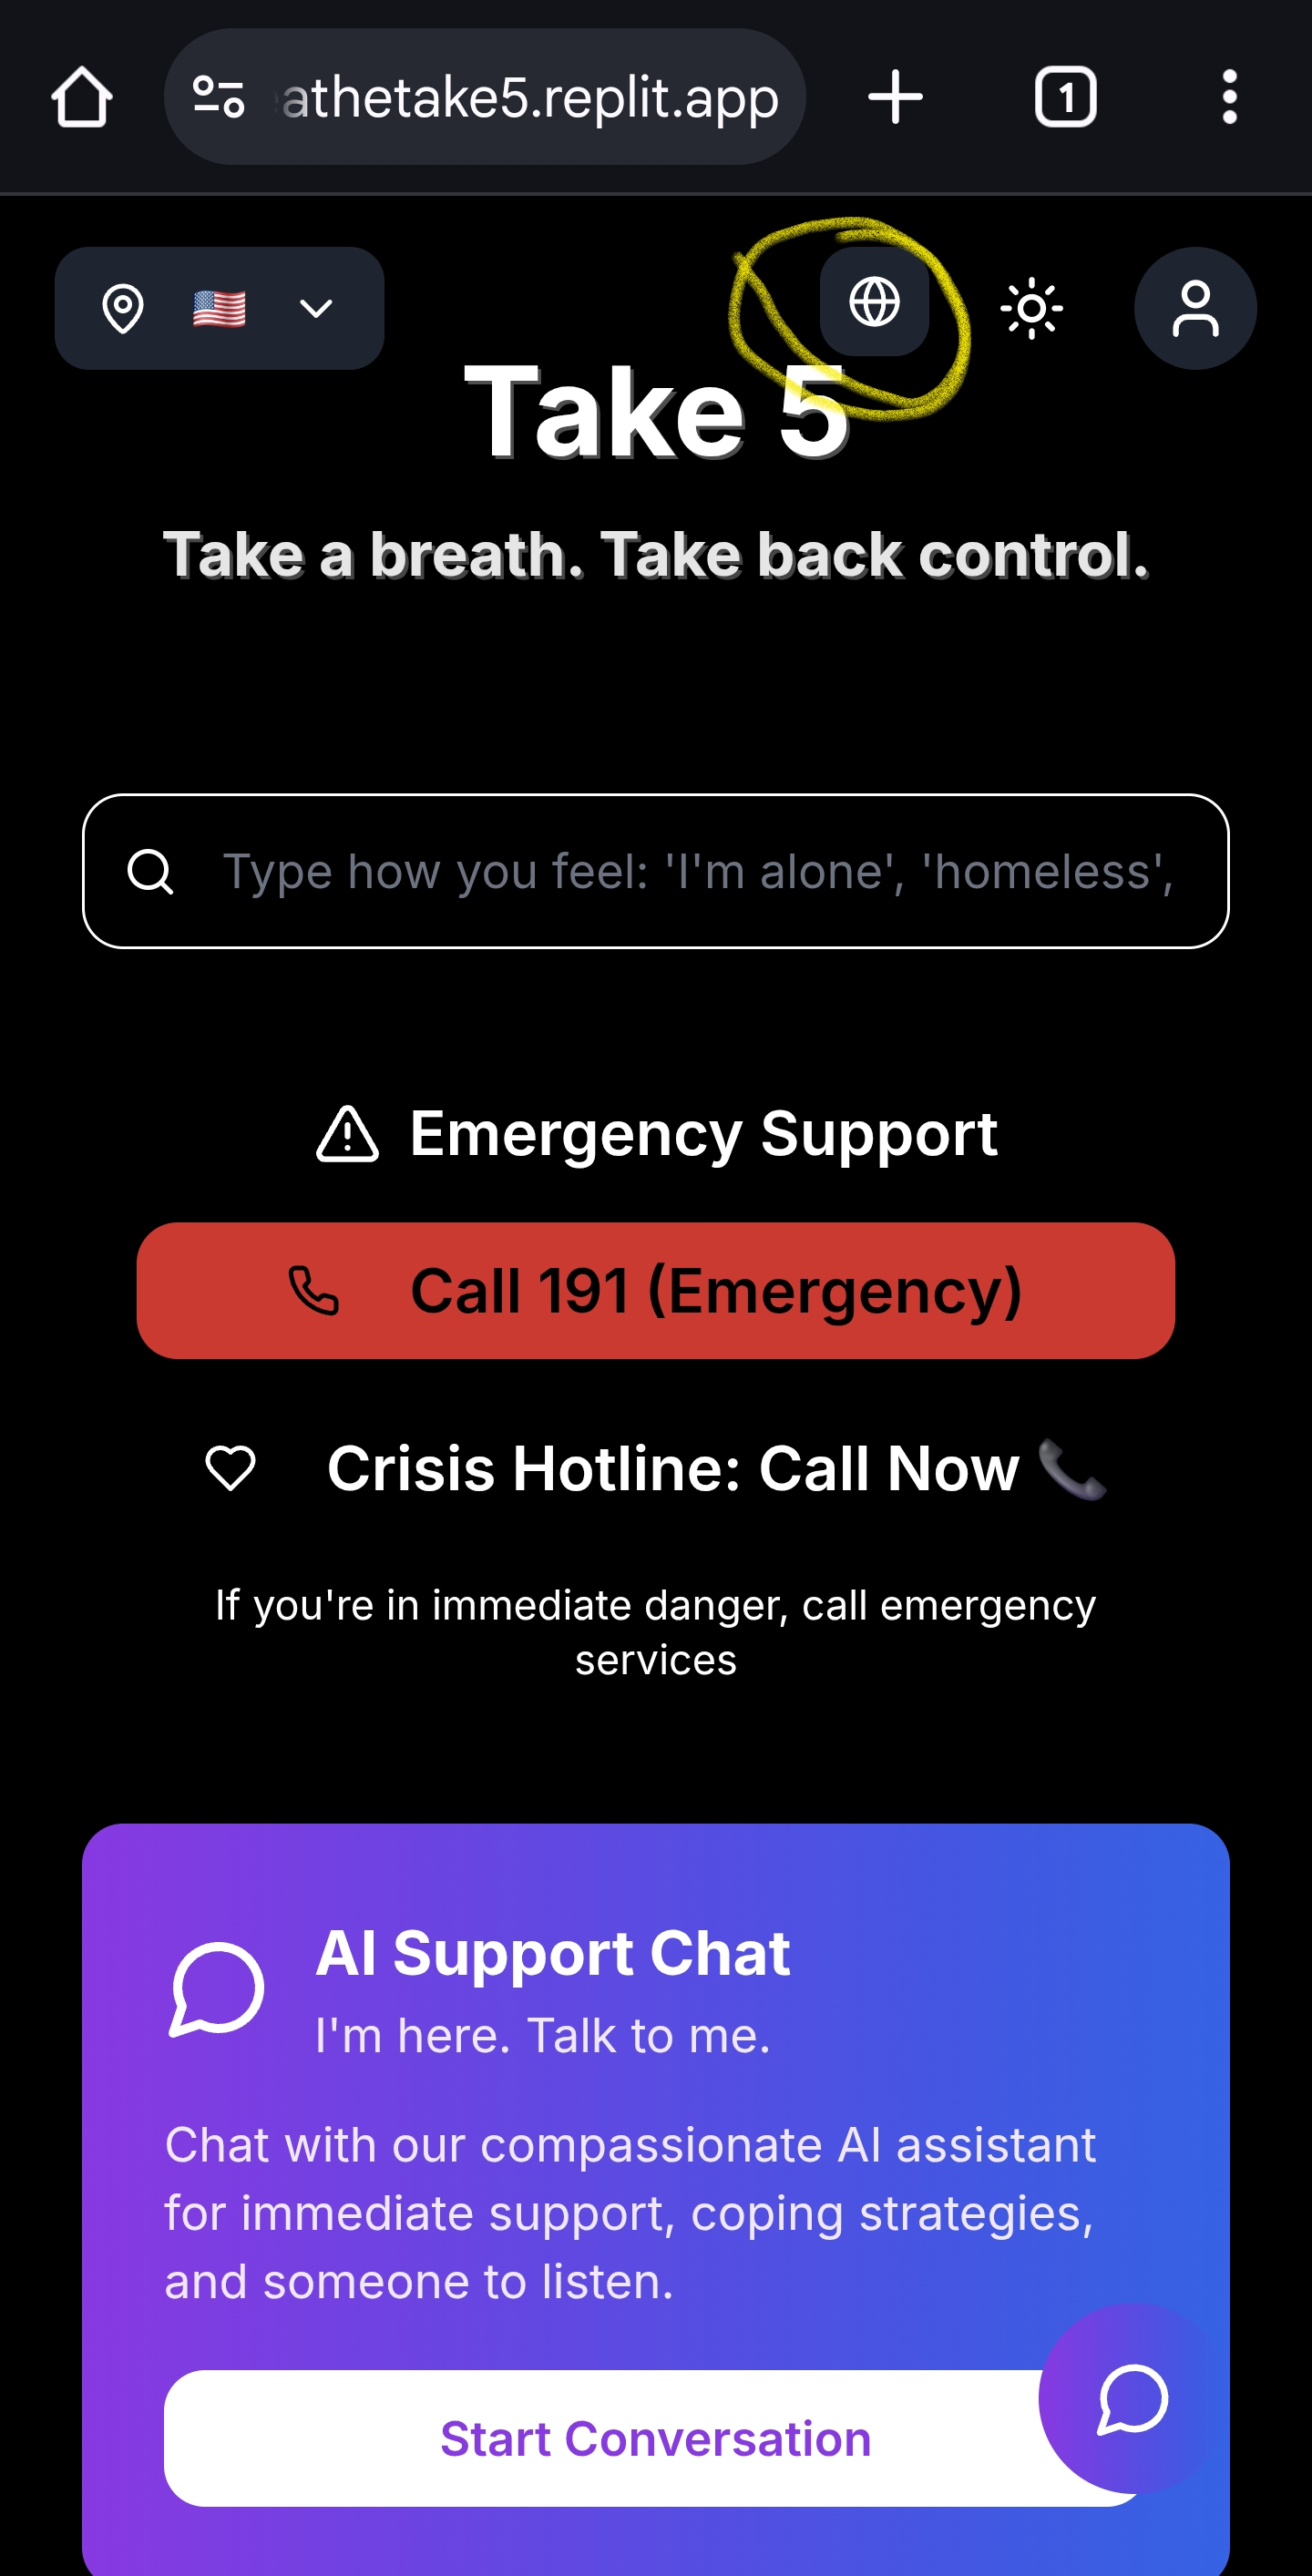 athetake5.replit.app
1
Take 5
Take a breath. Take back control.
Type how you feel: 'I'm alone', 'homeless',
Emergency Support
Call 191 (Emergency)
Crisis Hotline: Call Now 📞
If you're in immediate danger, call emergency
services
AI Support Chat
I'm here. Talk to me.
Chat with our compassionate AI assistant
for immediate support, coping strategies,
and someone to listen.
Start Conversation